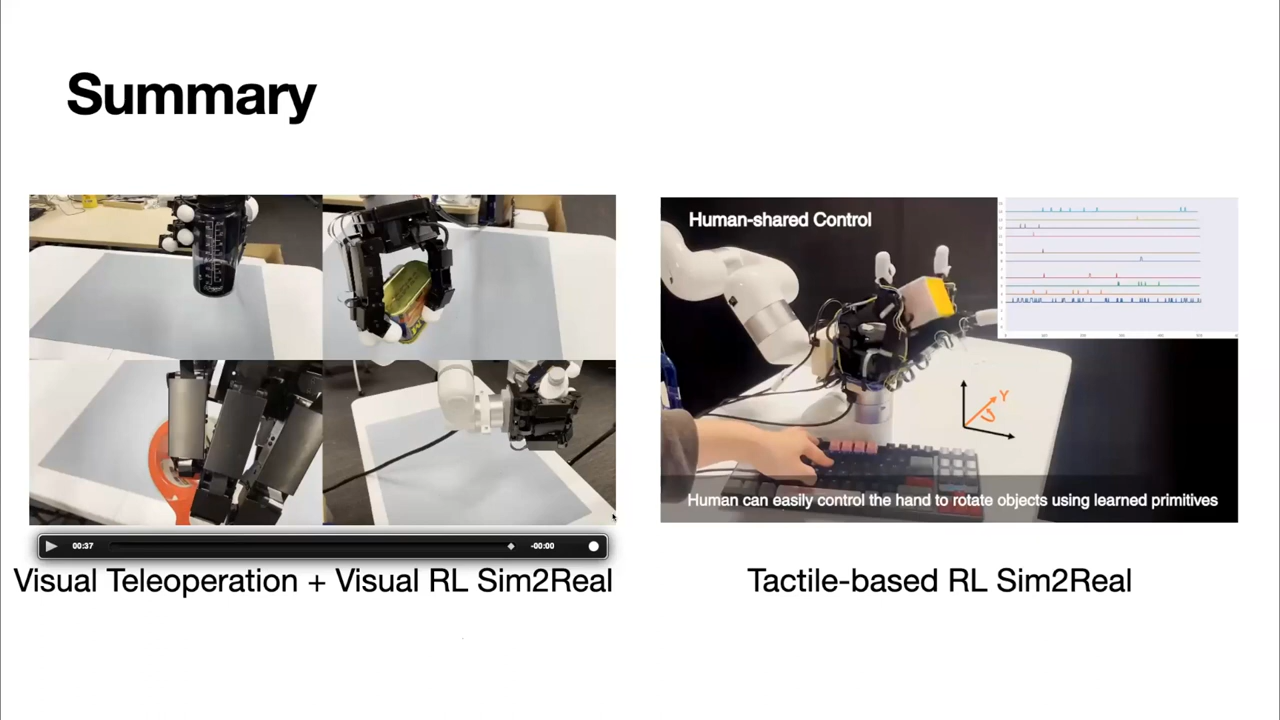 Summary
Human-shared Control
Y
Human can easily control the hand to rotate objects using learned primitives
00:37
-00:00
Visual Teleoperation + Visual RL Sim2Real
Tactile-based RL Sim2Real